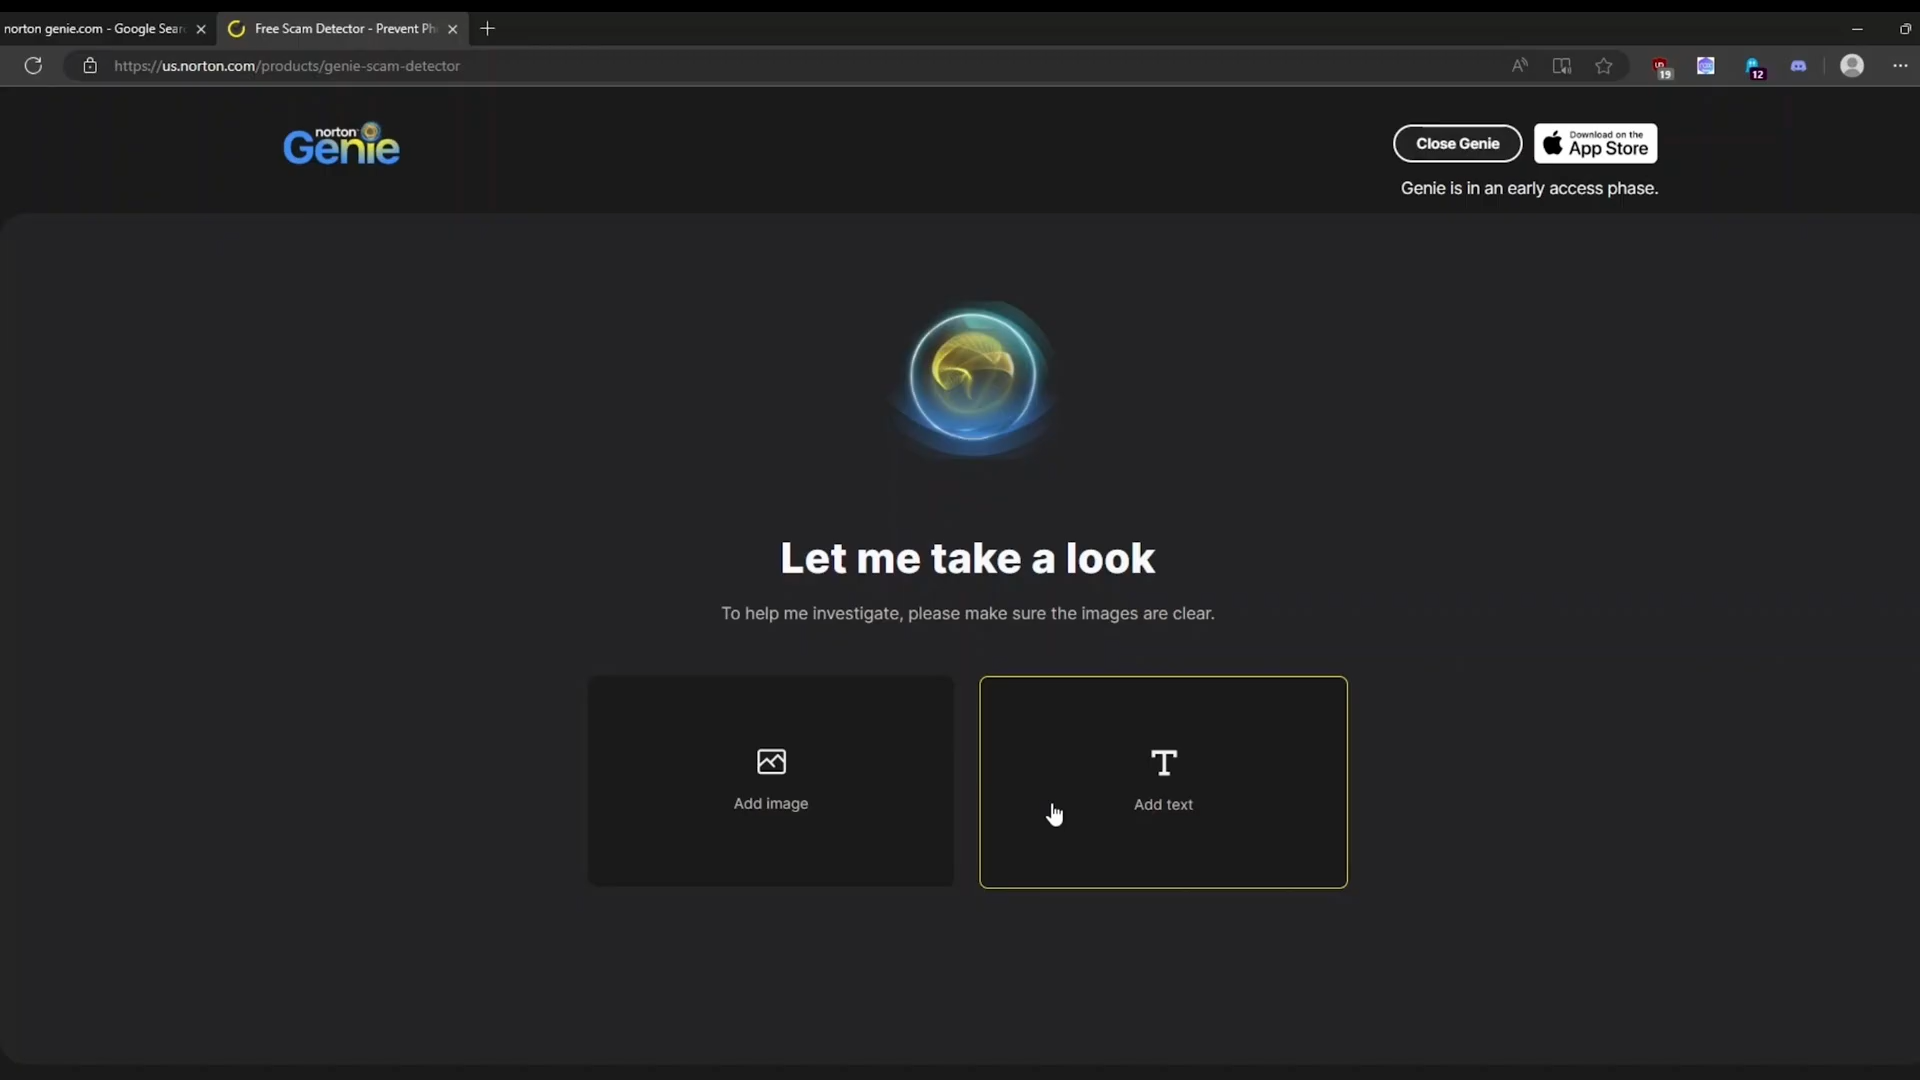 norton genie.com - Google Sear
Free Scam Detector - Prevent Ph
https://us.norton.com/products/genie-scam-detector
19
12
norton
Genie
Close Genie
Download on the
App Store
Genie is in an early access phase.
Let me take a look
To help me investigate, please make sure the images are clear.
Add image
T
Add text